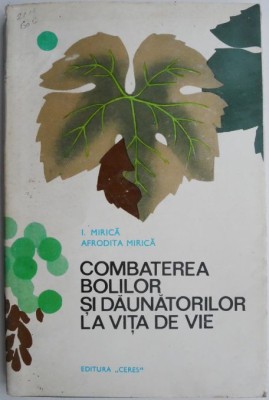 I. MIRICĂ
AFRODITA MIRICĂ
COMBATEREA
BOLILOR
ȘI DĂUNĂTORILOR
LA VIȚA DE VIE
EDITURA „CERES"